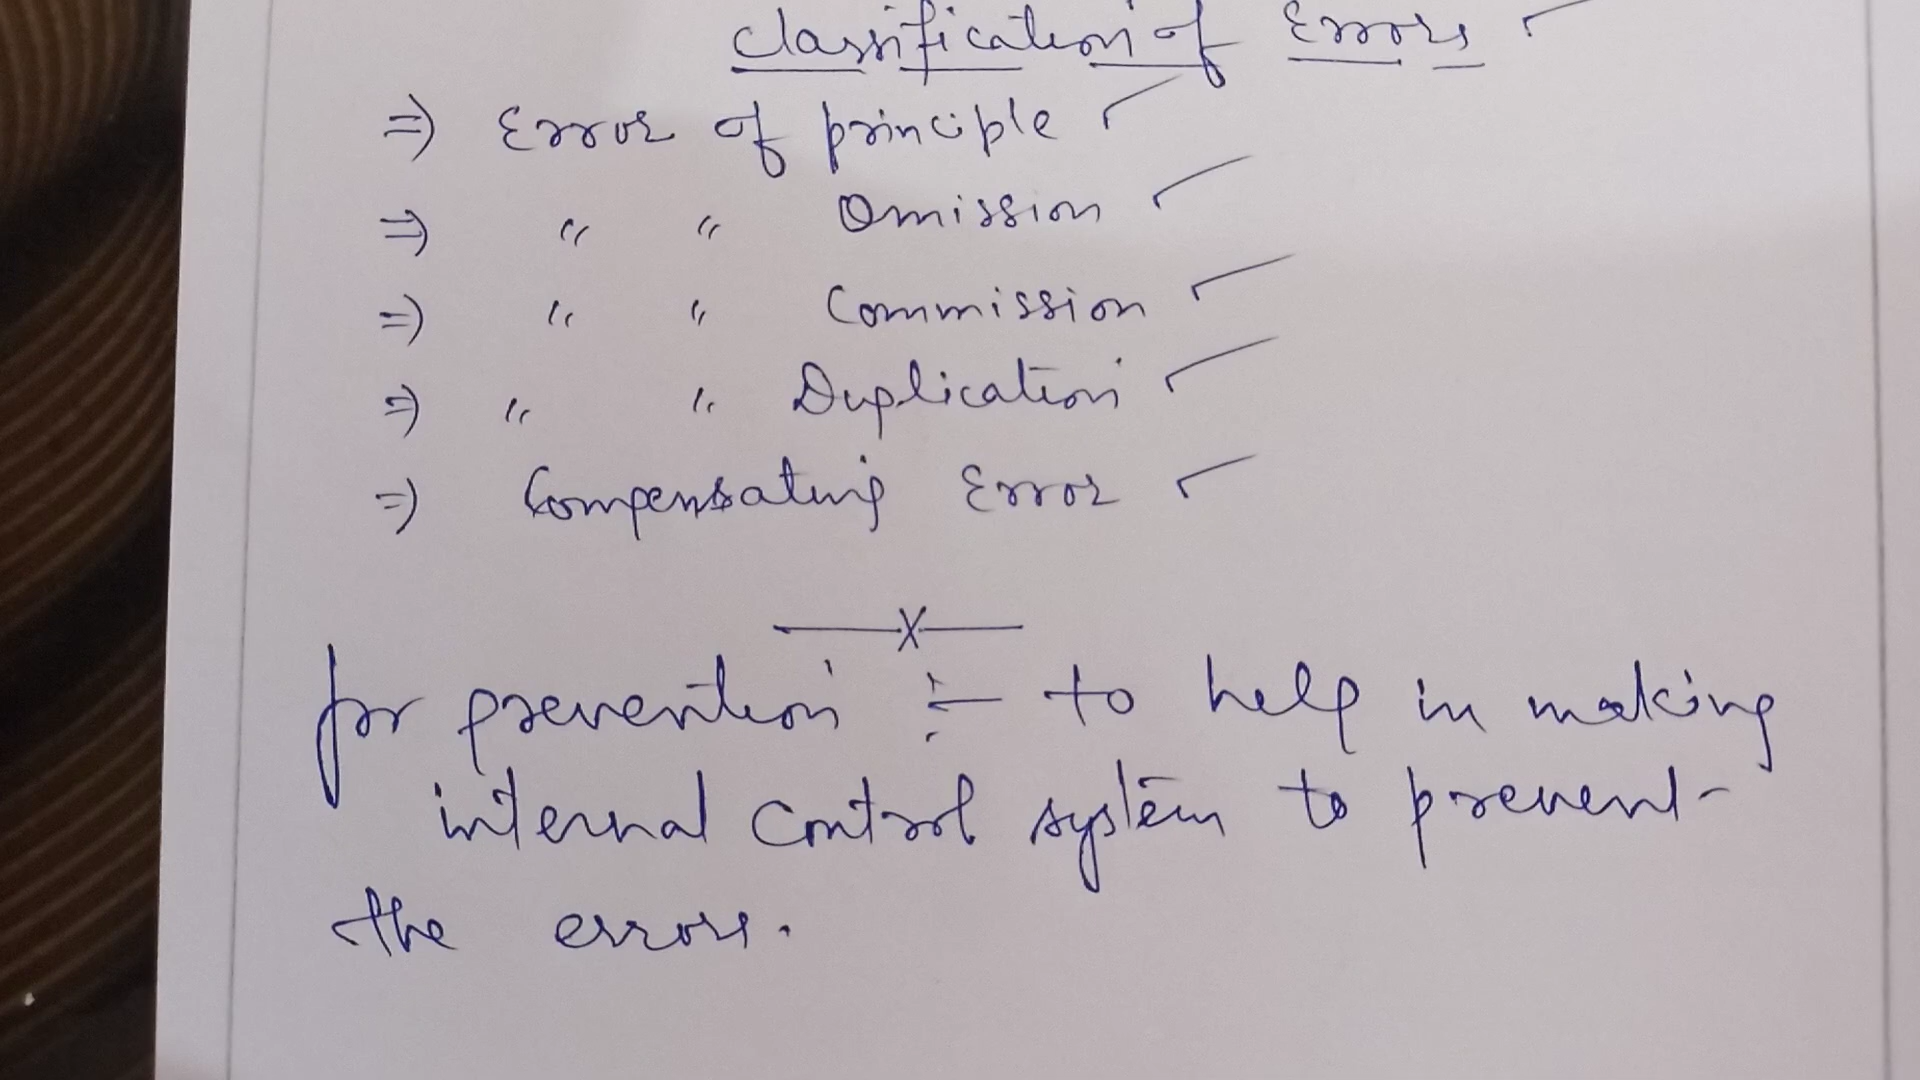 Classification of Errors ✓
⇒ Error of principle ✓
⇒ " " Omission ✓
⇒ " " Commission ✓
⇒ " " Duplication ✓
⇒ Compensating Error ✓
—x—
for prevention :- to help in making
internal control system to prevent
the errors.